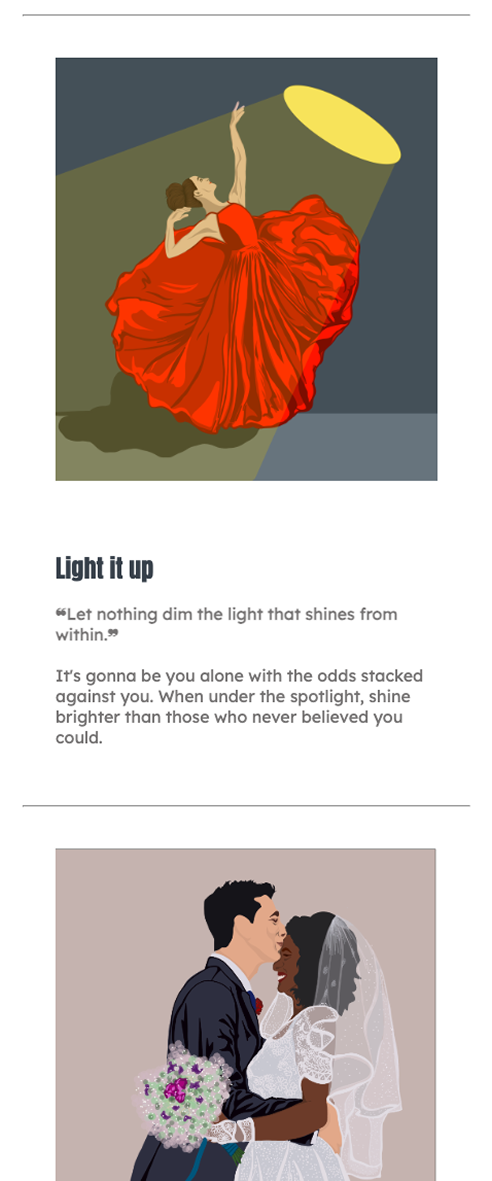 Light it up
❝Let nothing dim the light that shines from
within.❞
It's gonna be you alone with the odds stacked
against you. When under the spotlight, shine
brighter than those who never believed you
could.